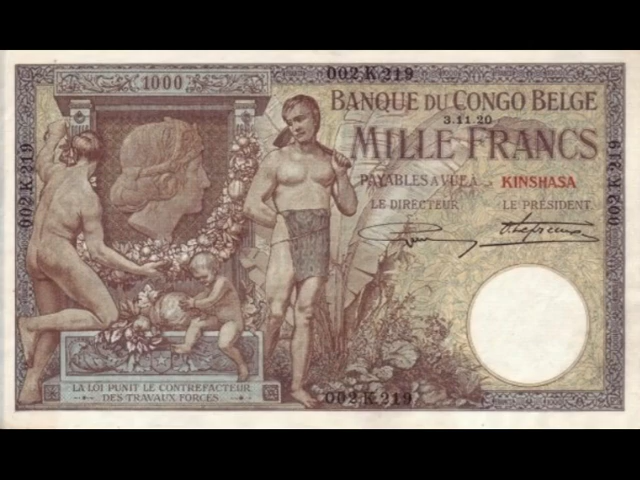 002 K 219
1000
BANQUE DU CONGO BELGE
3.11.20
MILLE FRANCS
PAYABLES A VUE À KINSHASA
LE DIRECTEUR LE PRÉSIDENT
002 K 219
002 K 219
LA LOI PUNIT LE CONTREFACTEUR
DES TRAVAUX FORCÉS
002 K 219